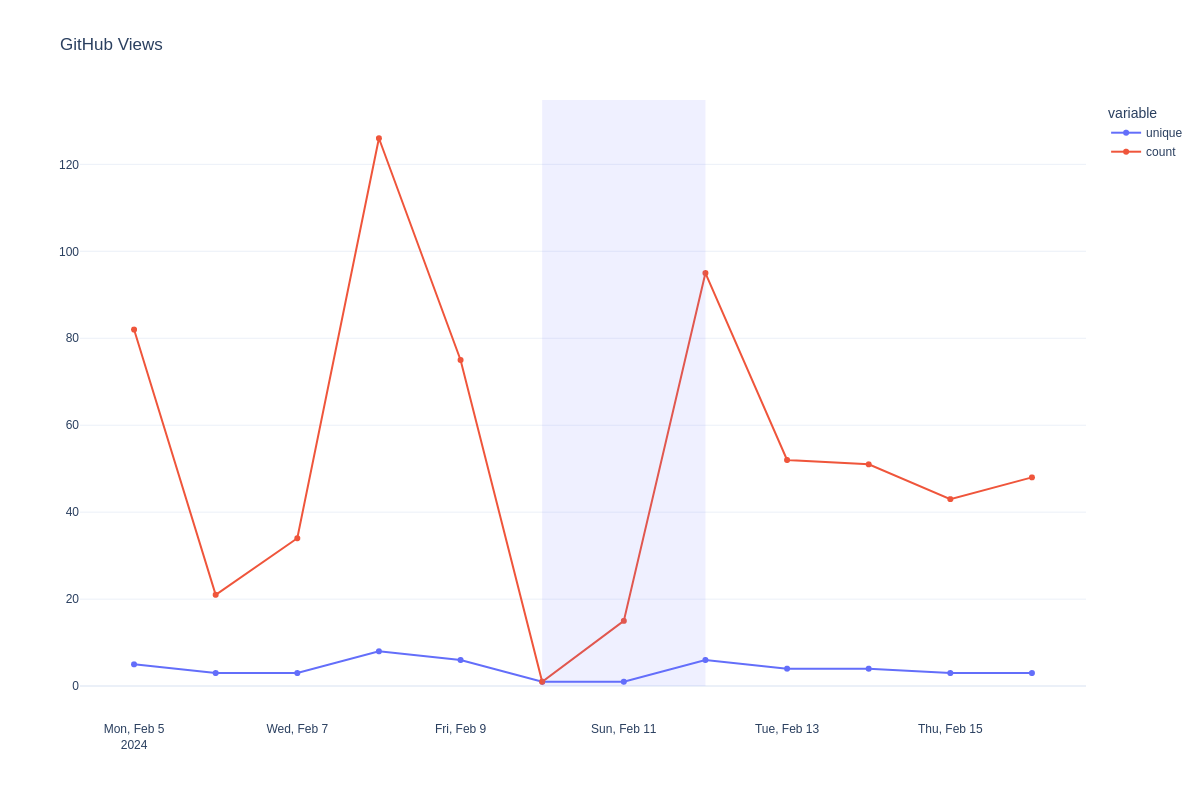 GitHub Views
variable
unique
count
120
100
80
60
40
20
0
Mon, Feb 5
2024
Wed, Feb 7
Fri, Feb 9
Sun, Feb 11
Tue, Feb 13
Thu, Feb 15